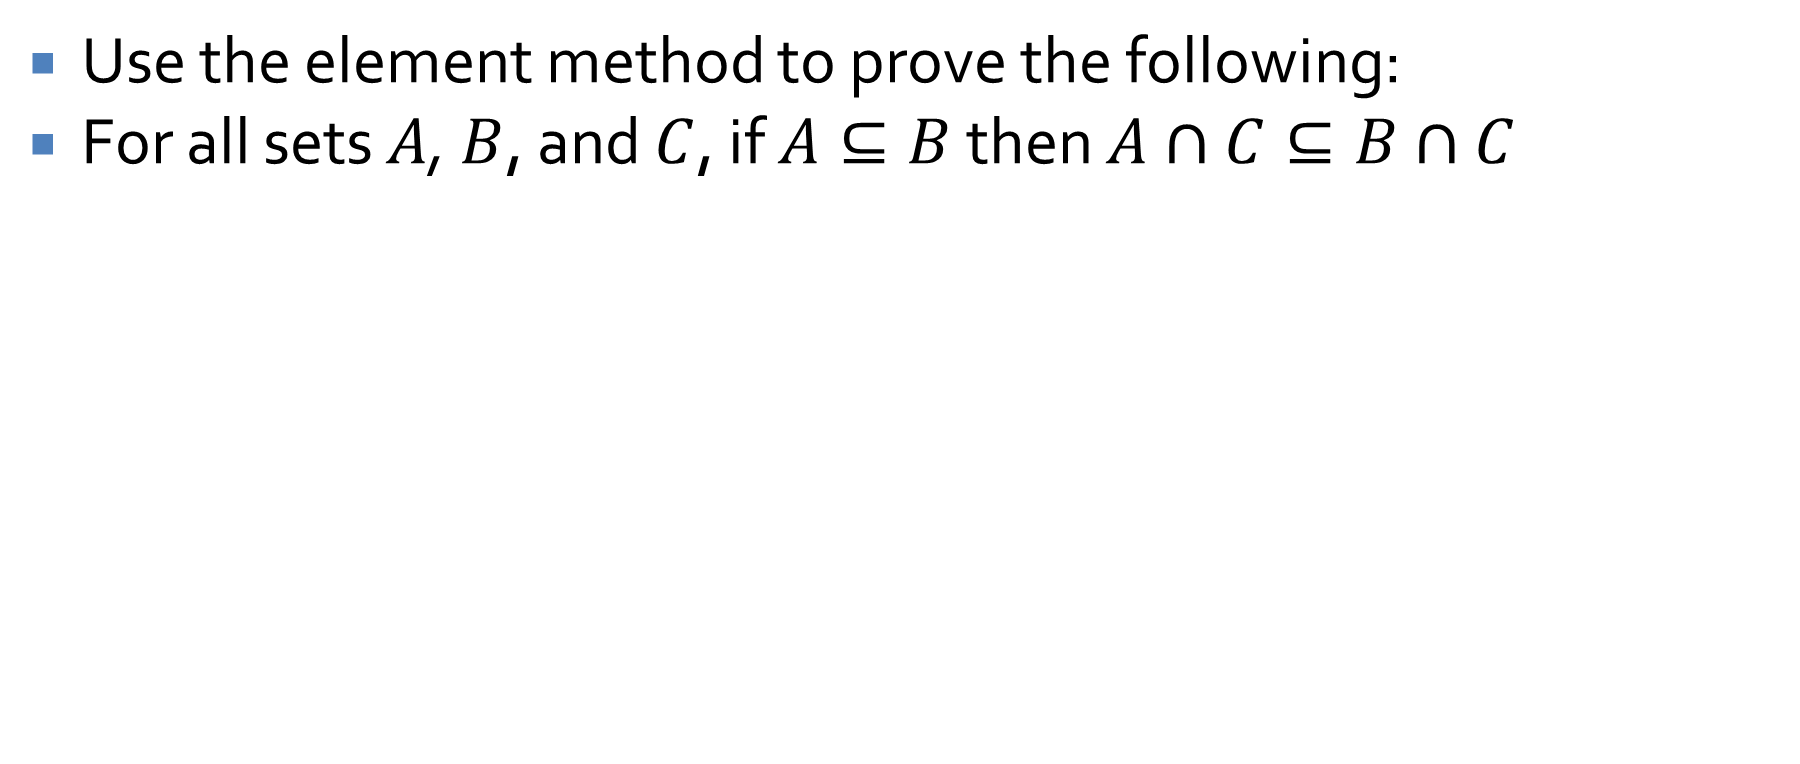 ▪ Use the element method to prove the following:
▪ For all sets A, B, and C, if A ⊆ B then A ∩ C ⊆ B ∩ C